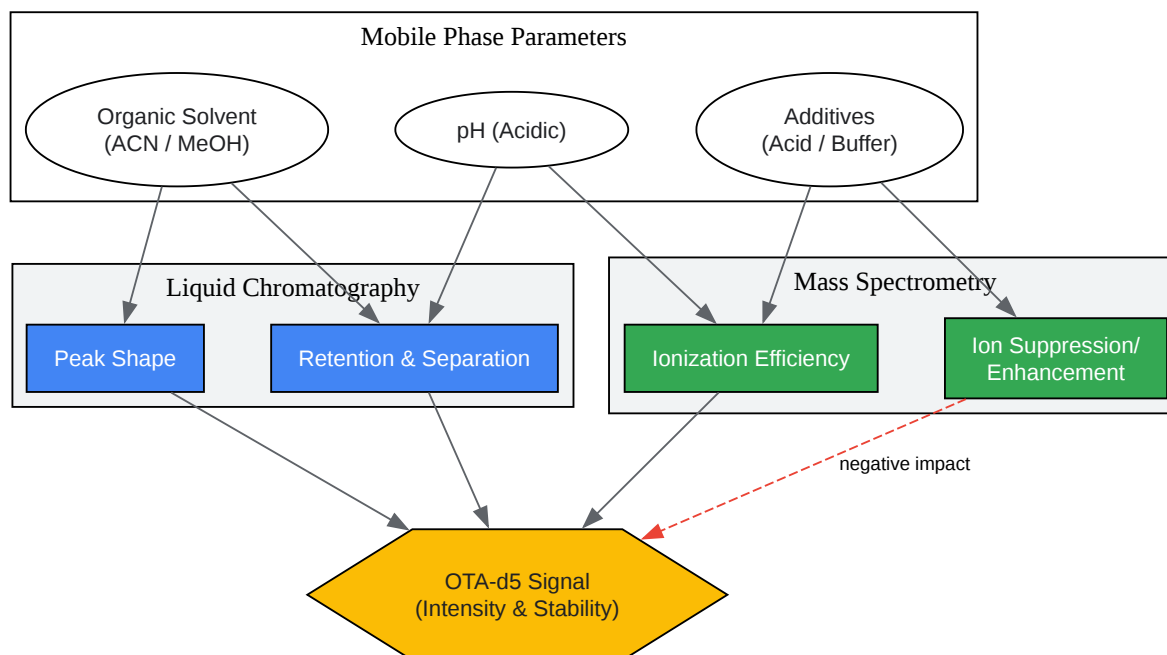 Mobile Phase Parameters
Organic Solvent
(ACN / MeOH)
pH (Acidic)
Additives
(Acid / Buffer)
Liquid Chromatography
Mass Spectrometry
Peak Shape
Retention & Separation
Ionization Efficiency
Ion Suppression/
Enhancement
negative impact
OTA-d5 Signal
(Intensity & Stability)